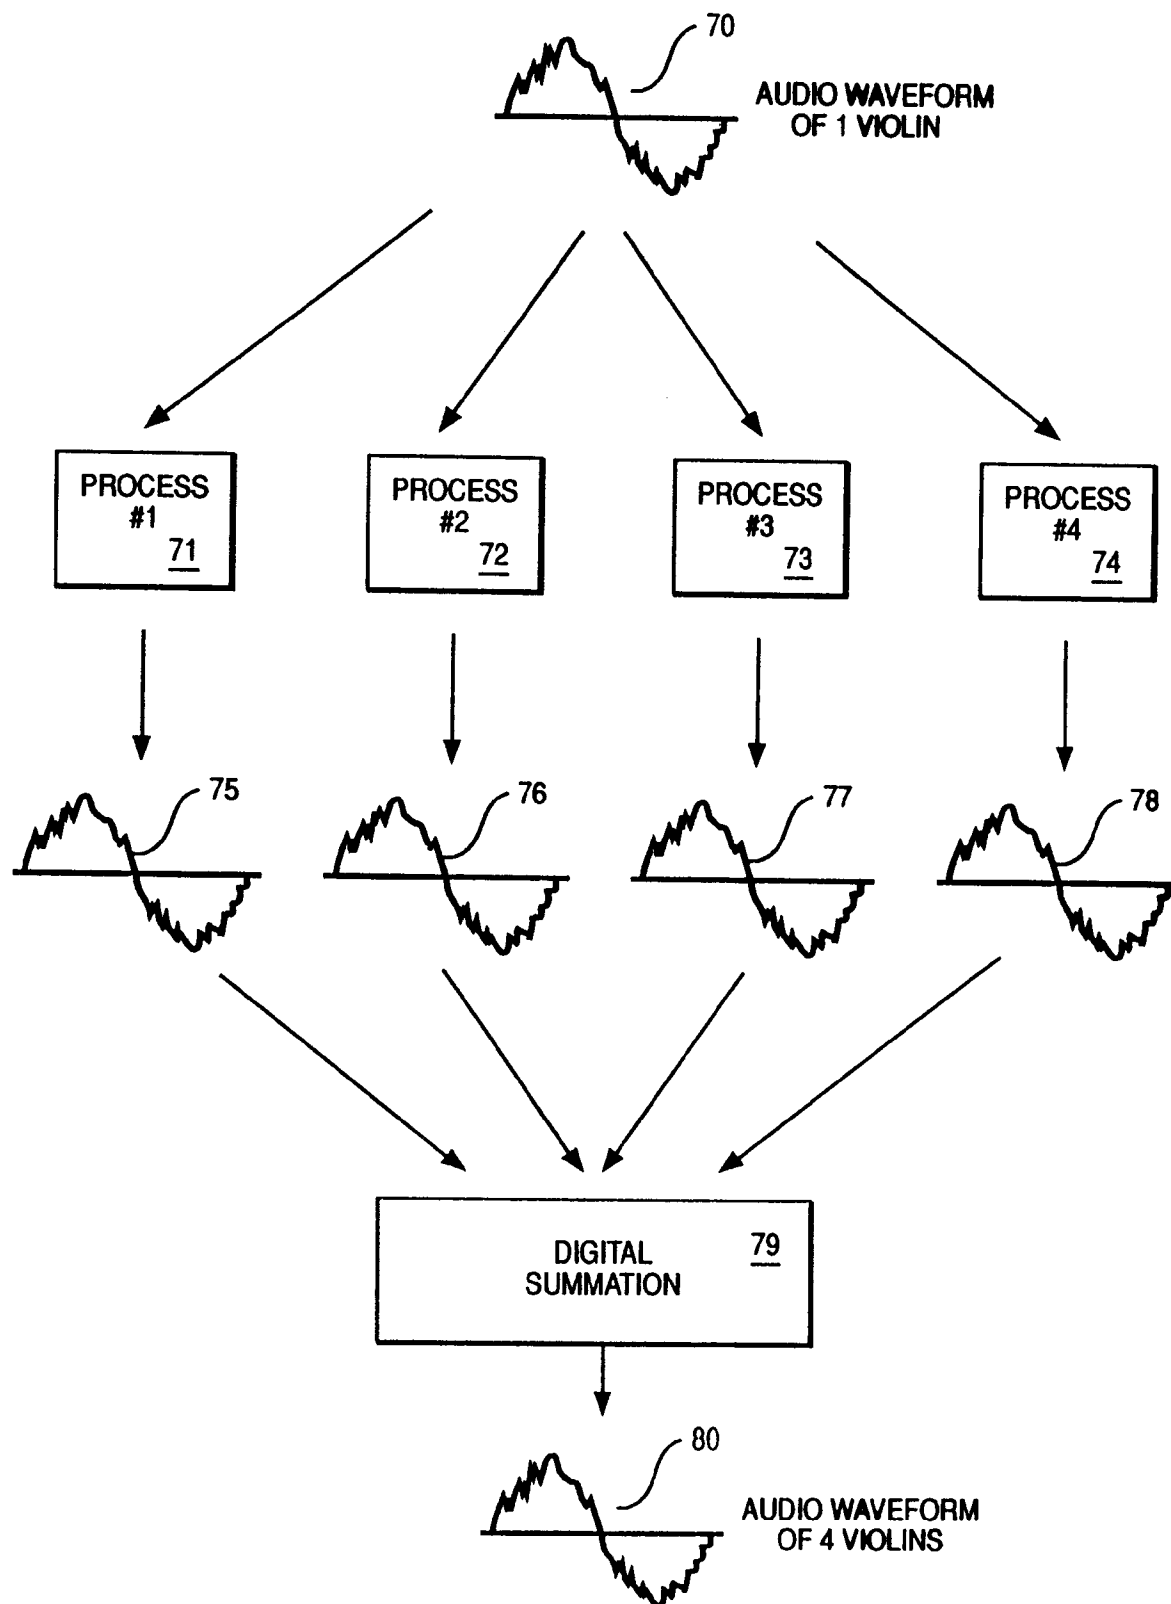 70
AUDIO WAVEFORM
OF 1 VIOLIN
PROCESS
#1
71
PROCESS
#2
72
PROCESS
#3
73
PROCESS
#4
74
75
76
77
78
DIGITAL
SUMMATION
79
80
AUDIO WAVEFORM
OF 4 VIOLINS